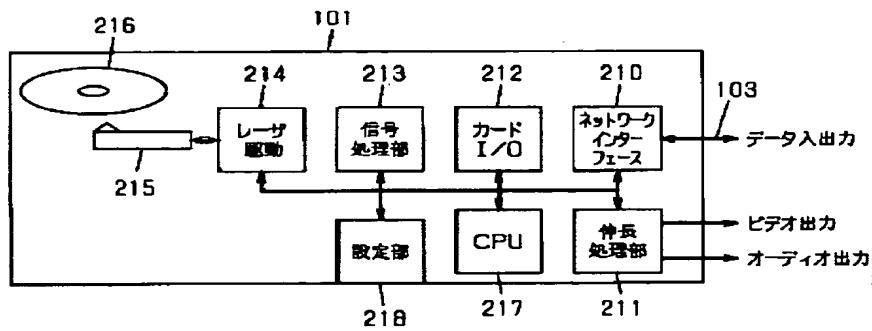 101
216
214
213
212
210
103
レーザ
駆動
信号
処理部
カード
I/O
ネットワーク
インター
フェース
データ入出力
215
設定部
CPU
伸長
処理部
ビデオ出力
オーディオ出力
218
217
211